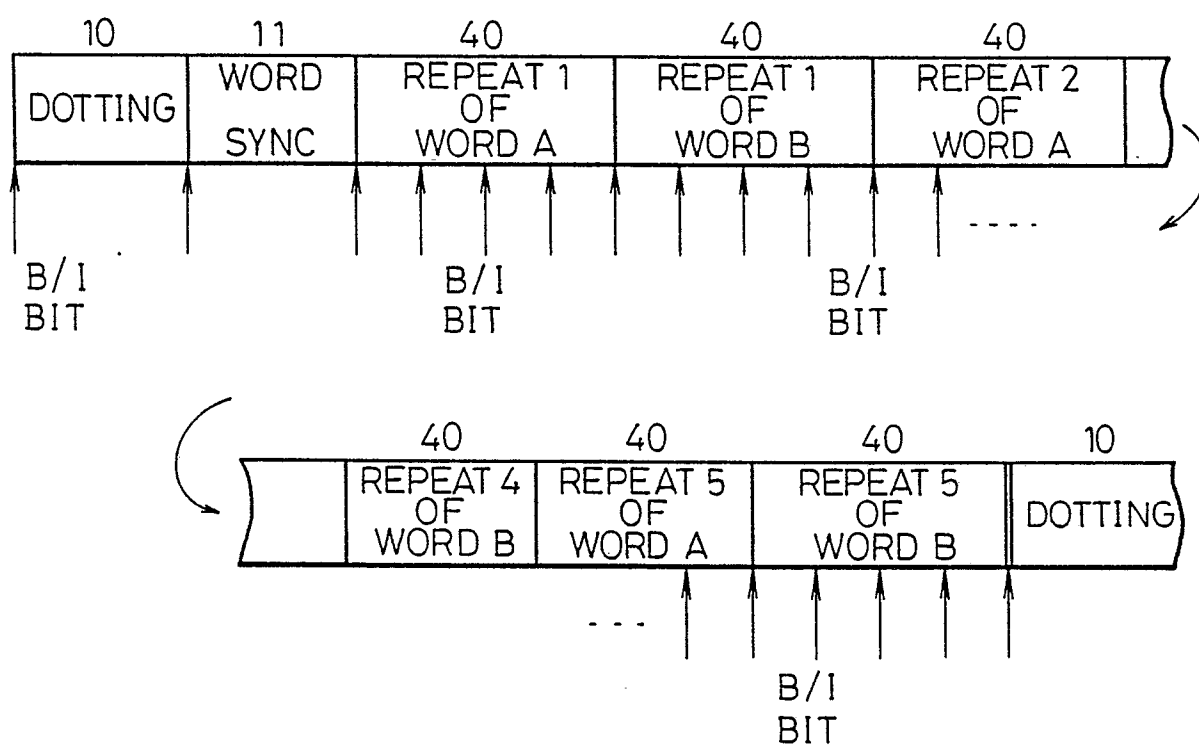 10 11 40 40 40
DOTTING
WORD
SYNC
REPEAT 1
OF
WORD A
REPEAT 1
OF
WORD B
REPEAT 2
OF
WORD A
B/I
BIT
B/I
BIT
B/I
BIT
40 40 40 10
REPEAT 4
OF
WORD B
REPEAT 5
OF
WORD A
REPEAT 5
OF
WORD B
DOTTING
B/I
BIT